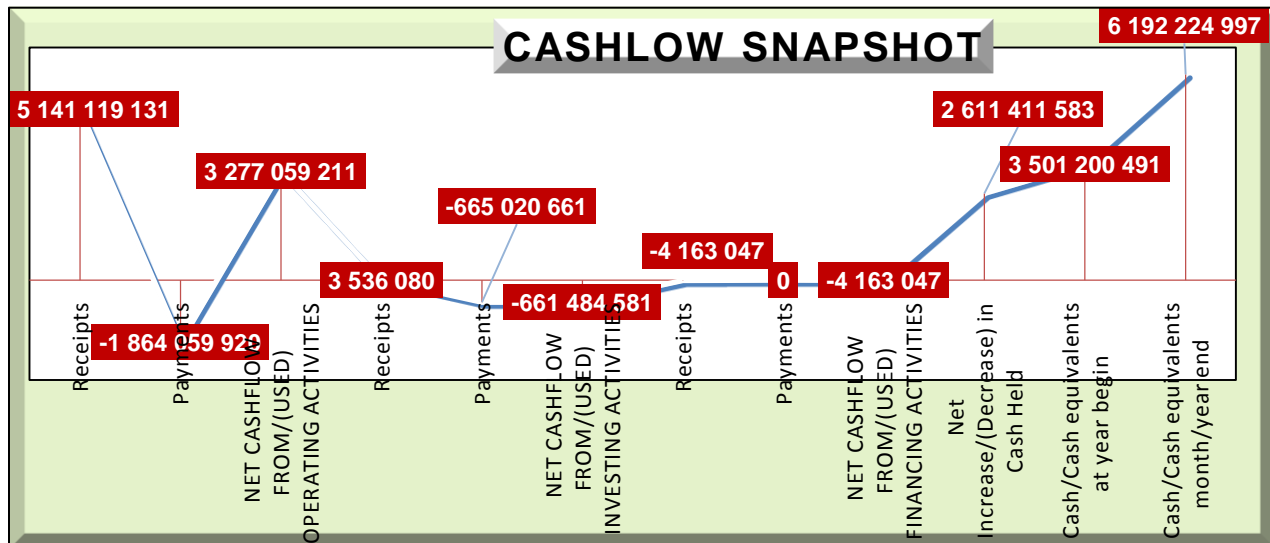 CASHLOW SNAPSHOT
6 192 224 997
5 141 119 131
2 611 411 583
3 277 059 211
3 501 200 491
-665 020 661
-4 163 047
3 536 080
0
-4 163 047
-661 484 581
-1 864 059 920
Receipts
Payments
NET CASHFLOW
FROM/(USED)
OPERATING ACTIVITIES
Receipts
Payments
NET CASHFLOW
FROM/(USED)
INVESTING ACTIVITIES
Receipts
Payments
NET CASHFLOW
FROM/(USED)
FINANCING ACTIVITIES
Net
Increase/(Decrease) in
Cash Held
Cash/Cash equivalents
at year begin
Cash/Cash equivalents
month/year end